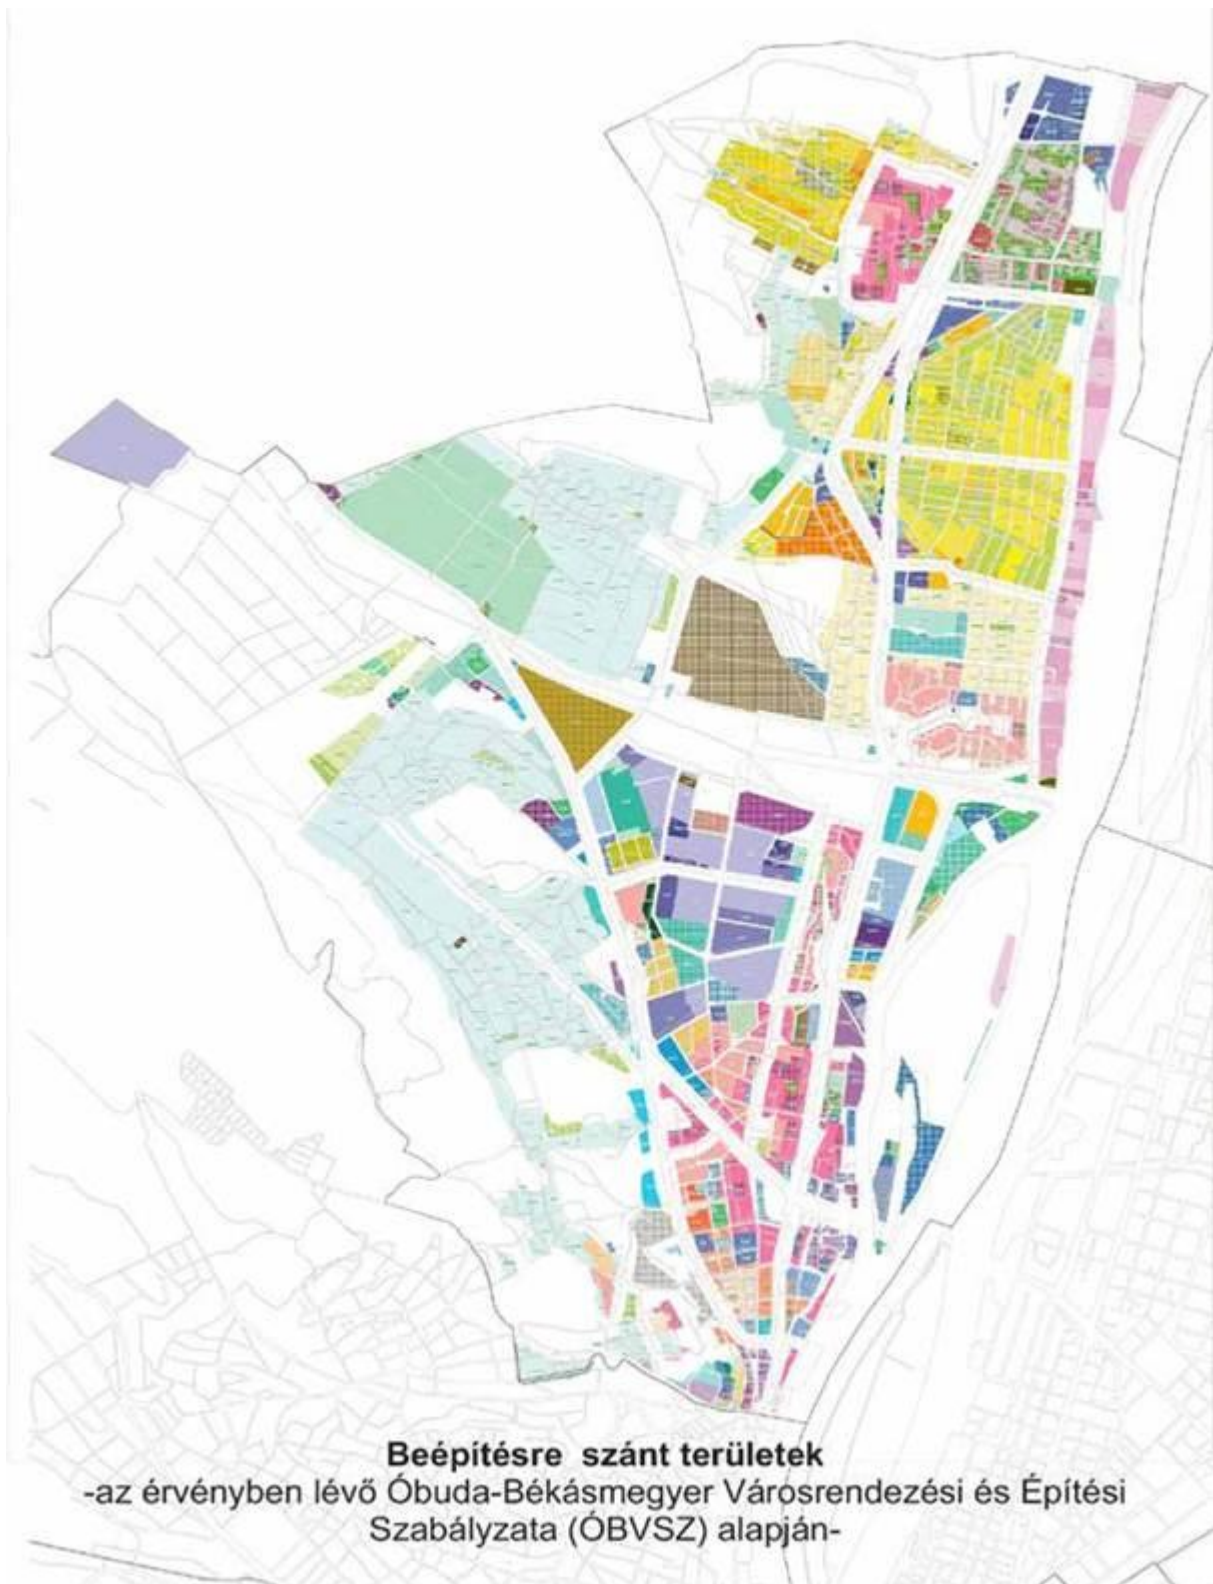 Beépítésre szánt területek
-az érvényben lévő Óbuda-Békásmegyer Városrendezési és Építési
Szabályzata (ÓBVSZ) alapján-